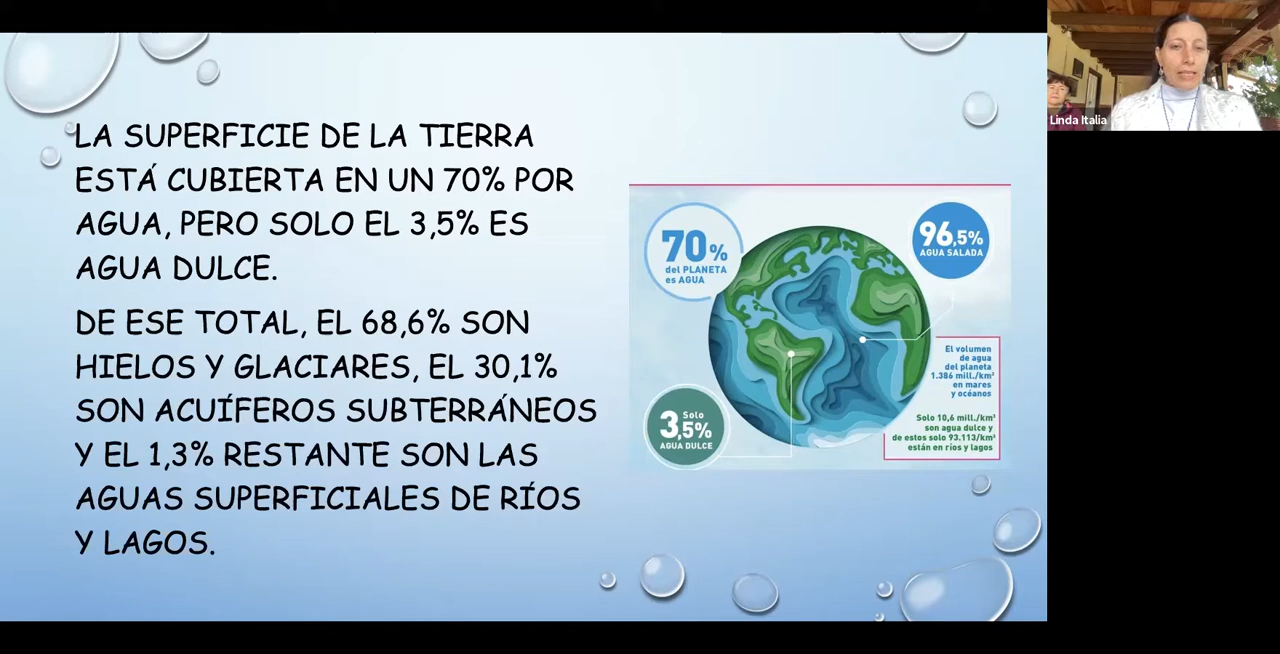 LA SUPERFICIE DE LA TIERRA
ESTÁ CUBIERTA EN UN 70% POR
AGUA, PERO SOLO EL 3,5% ES
AGUA DULCE.
DE ESE TOTAL, EL 68,6% SON
HIELOS Y GLACIARES, EL 30,1%
SON ACUÍFEROS SUBTERRÁNEOS
Y EL 1,3% RESTANTE SON LAS
AGUAS SUPERFICIALES DE RÍOS
Y LAGOS.
70%
del PLANETA
es AGUA
96,5%
AGUA SALADA
El volumen
de agua
del planeta
1.386 mill./km³
en mares
y océanos
Solo 10,6 mill./km³
son agua dulce y
de estos solo 93.113/km³
están en ríos y lagos
Solo
3,5%
AGUA DULCE
Linda Italia